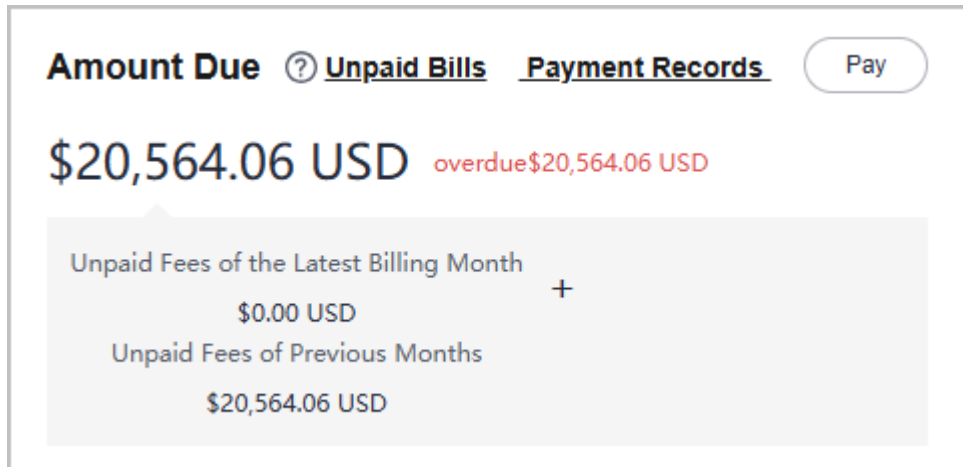 Amount Due ? Unpaid Bills Payment Records Pay
$20,564.06 USD overdue$20,564.06 USD
Unpaid Fees of the Latest Billing Month
+
$0.00 USD
Unpaid Fees of Previous Months
$20,564.06 USD